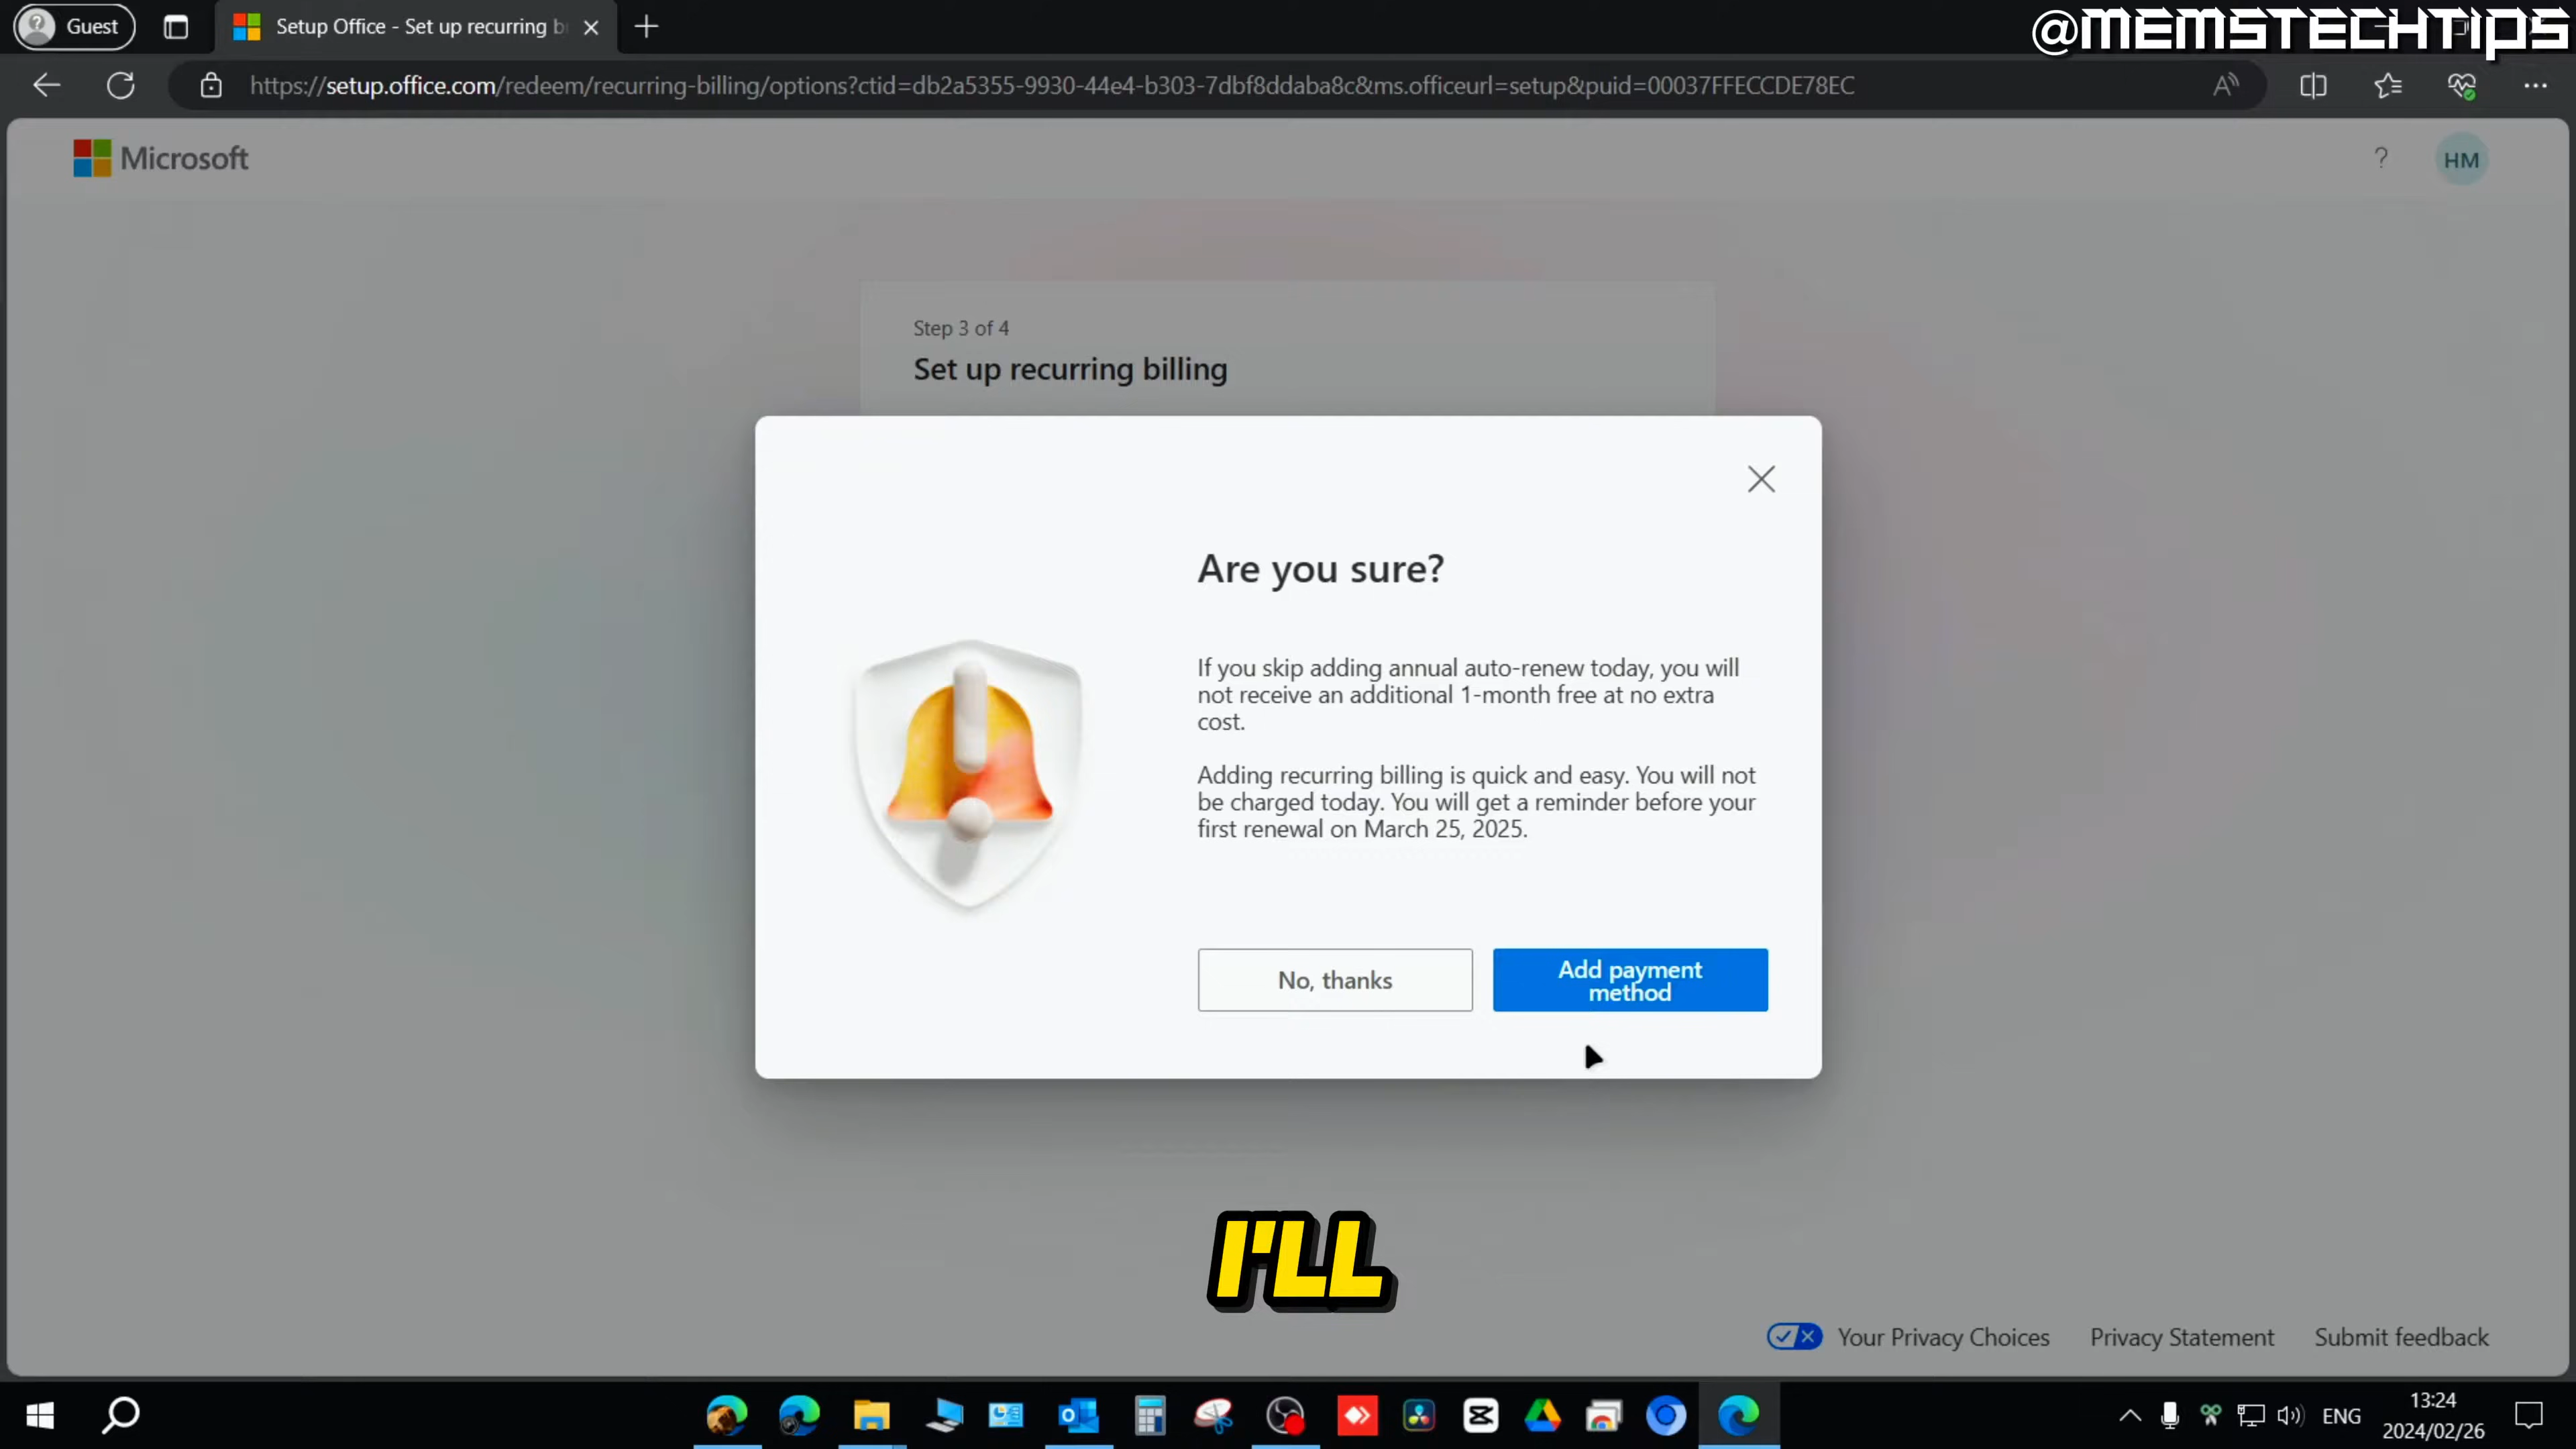 Guest
Setup Office - Set up recurring b
@MEMSTECHTIPS
https://setup.office.com/redeem/recurring-billing/options?ctid=db2a5355-9930-44e4-b303-7dbf8ddaba8c&ms.officeurl=setup&puid=00037FFECCDE78EC
Microsoft
?
HM
Step 3 of 4
Set up recurring billing
Are you sure?
If you skip adding annual auto-renew today, you will
not receive an additional 1-month free at no extra
cost.
Adding recurring billing is quick and easy. You will not
be charged today. You will get a reminder before your
first renewal on March 25, 2025.
No, thanks
Add payment
method
I'LL
Your Privacy Choices
Privacy Statement
Submit feedback
ENG
13:24
2024/02/26